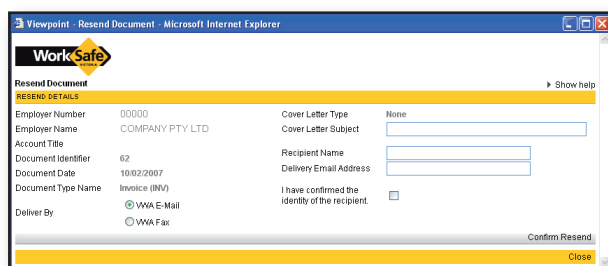 Viewpoint - Resend Document - Microsoft Internet Explorer
WorkSafe
VICTORIA
Resend Document
Show help
RESEND DETAILS
Employer Number 00000 Cover Letter Type None
Employer Name COMPANY PTY LTD Cover Letter Subject
Account Title
Recipient Name
Document Identifier 62
Delivery Email Address
Document Date 10/02/2007
Document Type Name Invoice (INV)
I have confirmed the
identity of the recipient.
Deliver By
VWA E-Mail
VWA Fax
Confirm Resend
Close